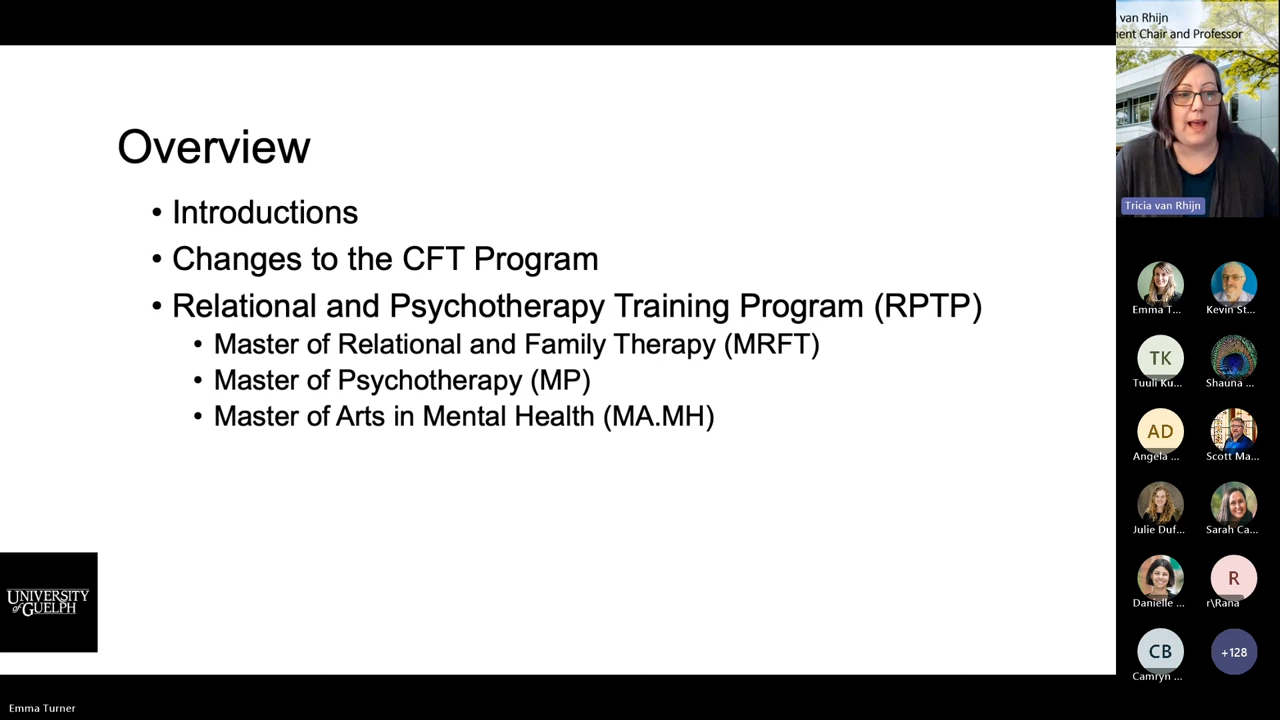 Overview
• Introductions
• Changes to the CFT Program
• Relational and Psychotherapy Training Program (RPTP)
• Master of Relational and Family Therapy (MRFT)
• Master of Psychotherapy (MP)
• Master of Arts in Mental Health (MA.MH)
UNIVERSITY
of GUELPH
Emma Turner
van Rhijn
ent Chair and Professor
Tricia van Rhijn
Emma T...
Kevin St...
TK
Tuuli Ku...
Shauna ...
AD
Angela ...
Scott Ma...
Julie Duf...
Sarah Ca...
Danielle ...
R
r\Rana
CB
Camryn ...
+128